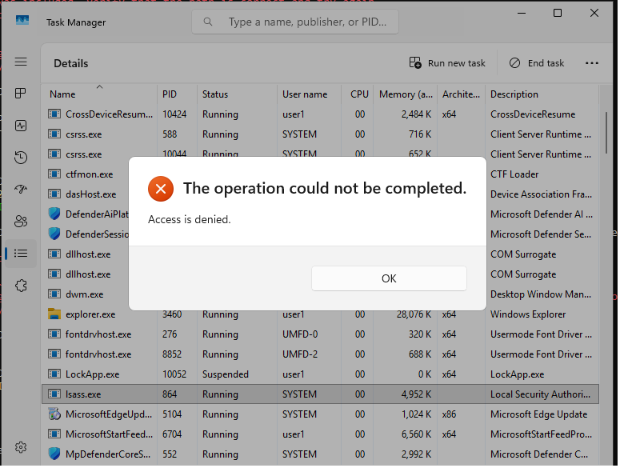 Task Manager
Type a name, publisher, or PID...
Details
Run new task
End task
Name PID Status User name CPU Memory (a... Archite... Description
CrossDeviceResum... 10424 Running user1 00 2,484 K x64 CrossDeviceResume
csrss.exe 588 Running SYSTEM 00 716 K Client Server Runtime ...
csrss.exe 10044 Running SYSTEM 00 652 K Client Server Runtime ...
ctfmon.exe CTF Loader
dasHost.exe Device Association Fra...
DefenderAiPlat Microsoft Defender AI ...
DefenderSessio Microsoft Defender Se...
dllhost.exe COM Surrogate
dllhost.exe COM Surrogate
dwm.exe Desktop Window Man...
The operation could not be completed.
Access is denied.
OK
explorer.exe 3460 Running user1 00 28,076 K x64 Windows Explorer
fontdrvhost.exe 276 Running UMFD-0 00 320 K x64 Usermode Font Driver ...
fontdrvhost.exe 8852 Running UMFD-2 00 688 K x64 Usermode Font Driver ...
LockApp.exe 10052 Suspended user1 00 0 K x64 LockApp.exe
lsass.exe 864 Running SYSTEM 00 4,952 K Local Security Authori...
MicrosoftEdgeUpd... 5104 Running SYSTEM 00 1,024 K x86 Microsoft Edge Update
MicrosoftStartFeed... 6704 Running user1 00 6,560 K x64 MicrosoftStartFeedPro...
MpDefenderCoreS... 552 Running SYSTEM 00 2,992 K Microsoft Defender C...